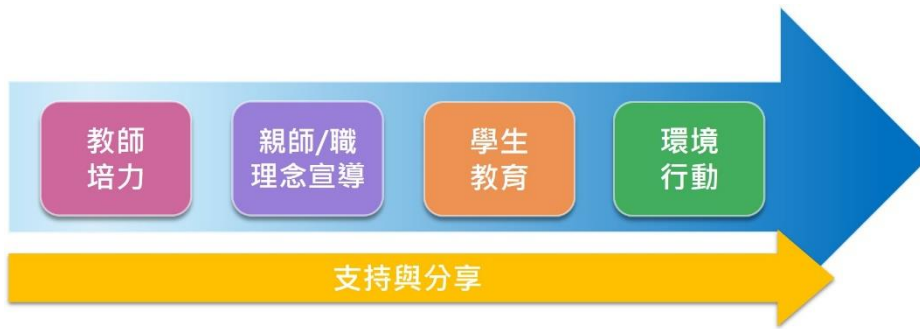 教師
培力
親師/職
理念宣導
學生
教育
環境
行動
支持與分享